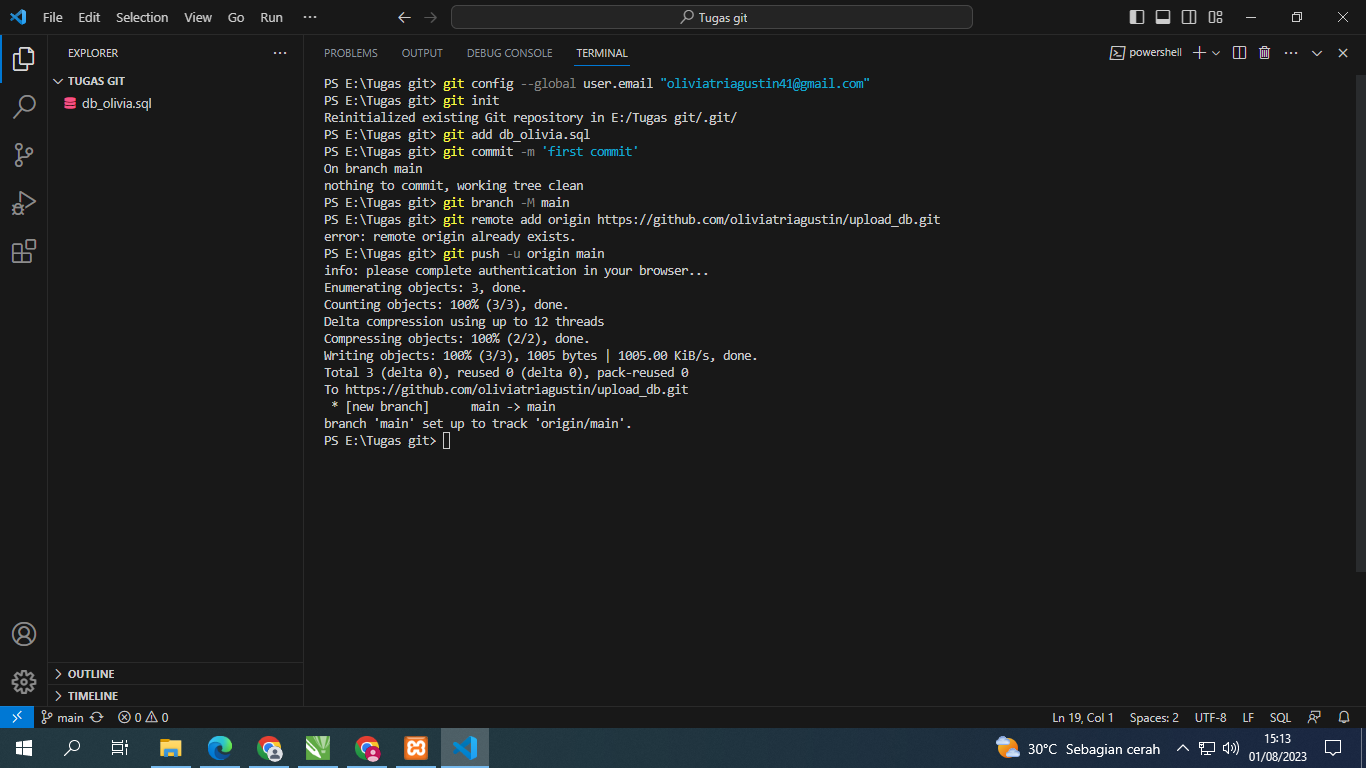 File Edit Selection View Go Run ··· Tugas git
EXPLORER ···
TUGAS GIT
db_olivia.sql
PROBLEMS OUTPUT DEBUG CONSOLE TERMINAL powershell
PS E:\Tugas git> git config --global user.email "oliviatriagustin41@gmail.com"
PS E:\Tugas git> git init
Reinitialized existing Git repository in E:/Tugas git/.git/
PS E:\Tugas git> git add db_olivia.sql
PS E:\Tugas git> git commit -m 'first commit'
On branch main
nothing to commit, working tree clean
PS E:\Tugas git> git branch -M main
PS E:\Tugas git> git remote add origin https://github.com/oliviatriagustin/upload_db.git
error: remote origin already exists.
PS E:\Tugas git> git push -u origin main
info: please complete authentication in your browser...
Enumerating objects: 3, done.
Counting objects: 100% (3/3), done.
Delta compression using up to 12 threads
Compressing objects: 100% (2/2), done.
Writing objects: 100% (3/3), 1005 bytes | 1005.00 KiB/s, done.
Total 3 (delta 0), reused 0 (delta 0), pack-reused 0
To https://github.com/oliviatriagustin/upload_db.git
 * [new branch]      main -> main
branch 'main' set up to track 'origin/main'.
PS E:\Tugas git>
OUTLINE
TIMELINE
main 0 0 Ln 19, Col 1 Spaces: 2 UTF-8 LF SQL
30°C Sebagian cerah 15:13
01/08/2023